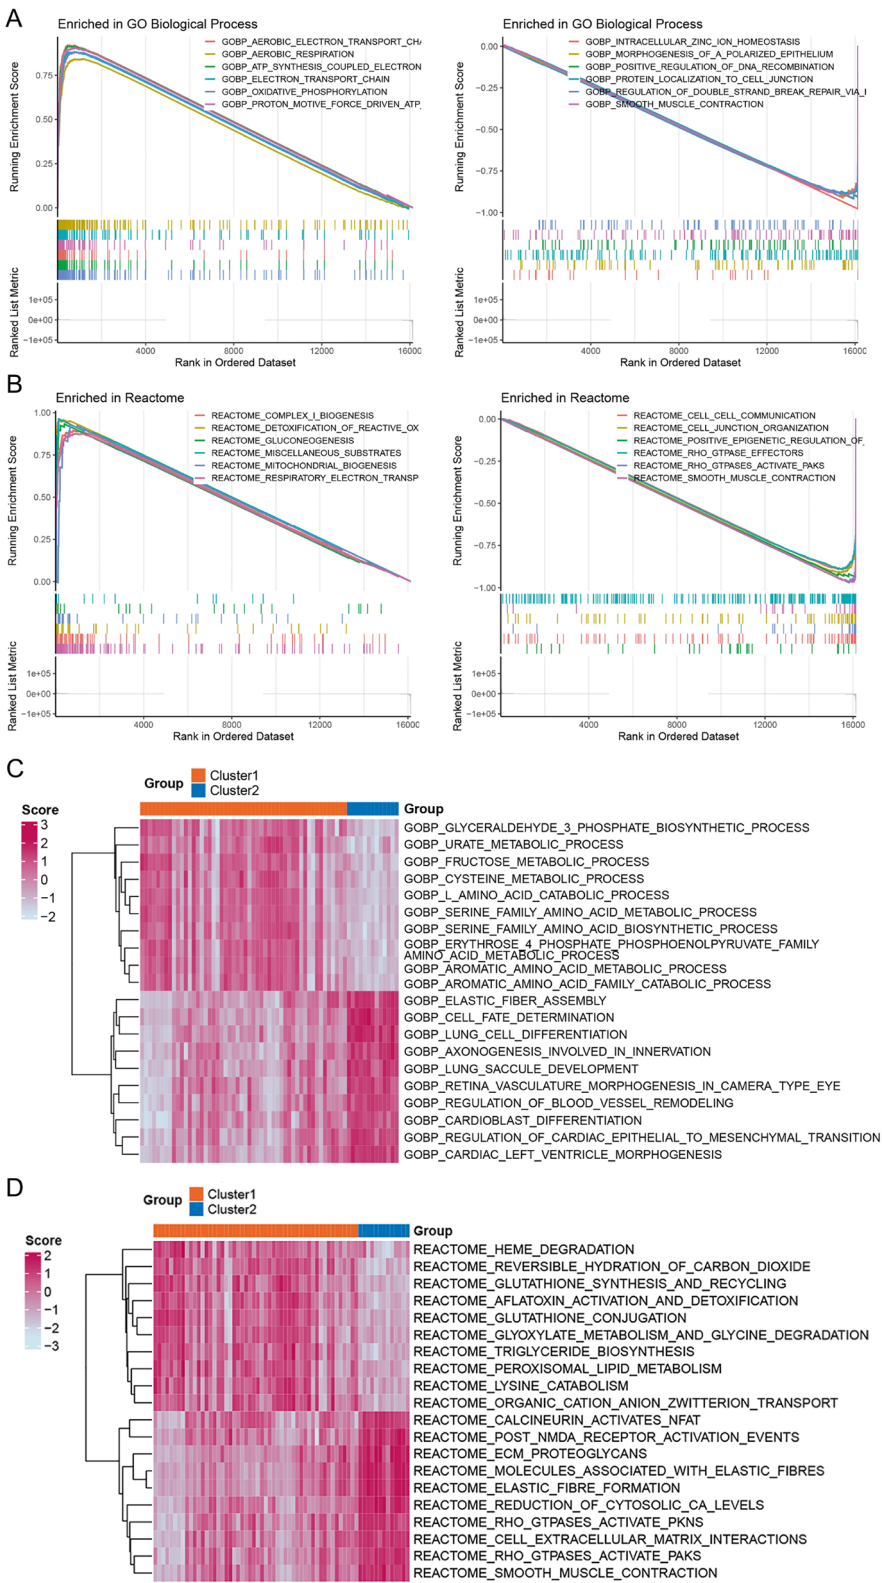 A
Enriched in GO Biological Process
Running Enrichment Score
0.75
0.50
0.25
0.00
GOBP_AEROBIC_ELECTRON_TRANSPORT_CHA
GOBP_AEROBIC_RESPIRATION
GOBP_ATP_SYNTHESIS_COUPLED_ELECTRON
GOBP_ELECTRON_TRANSPORT_CHAIN
GOBP_OXIDATIVE_PHOSPHORYLATION
GOBP_PROTON_MOTIVE_FORCE_DRIVEN_ATP_
Ranked List Metric
1e+05
0e+00
−1e+05
4000
8000
12000
16000
Rank in Ordered Dataset
Enriched in GO Biological Process
Running Enrichment Score
0.00
−0.25
−0.50
−0.75
−1.00
GOBP_INTRACELLULAR_ZINC_ION_HOMEOSTASIS
GOBP_MORPHOGENESIS_OF_A_POLARIZED_EPITHELIUM
GOBP_POSITIVE_REGULATION_OF_DNA_RECOMBINATION
GOBP_PROTEIN_LOCALIZATION_TO_CELL_JUNCTION
GOBP_REGULATION_OF_DOUBLE_STRAND_BREAK_REPAIR_VIA_
GOBP_SMOOTH_MUSCLE_CONTRACTION
Ranked List Metric
1e+05
0e+00
−1e+05
4000
8000
12000
16000
Rank in Ordered Dataset
B
Enriched in Reactome
Running Enrichment Score
1.00
0.75
0.50
0.25
0.00
REACTOME_COMPLEX_I_BIOGENESIS
REACTOME_DETOXIFICATION_OF_REACTIVE_OX
REACTOME_GLUCONEOGENESIS
REACTOME_MISCELLANEOUS_SUBSTRATES
REACTOME_MITOCHONDRIAL_BIOGENESIS
REACTOME_RESPIRATORY_ELECTRON_TRANSP
Ranked List Metric
1e+05
0e+00
−1e+05
4000
8000
12000
16000
Rank in Ordered Dataset
Enriched in Reactome
Running Enrichment Score
0.00
−0.25
−0.50
−0.75
−1.00
REACTOME_CELL_CELL_COMMUNICATION
REACTOME_CELL_JUNCTION_ORGANIZATION
REACTOME_POSITIVE_EPIGENETIC_REGULATION_OF_
REACTOME_RHO_GTPASE_EFFECTORS
REACTOME_RHO_GTPASES_ACTIVATE_PAKS
REACTOME_SMOOTH_MUSCLE_CONTRACTION
Ranked List Metric
1e+05
0e+00
−1e+05
4000
8000
12000
16000
Rank in Ordered Dataset
C
Group
Cluster1
Cluster2
Score
3
2
1
0
−1
−2
Group
GOBP_GLYCERALDEHYDE_3_PHOSPHATE_BIOSYNTHETIC_PROCESS
GOBP_URATE_METABOLIC_PROCESS
GOBP_FRUCTOSE_METABOLIC_PROCESS
GOBP_CYSTEINE_METABOLIC_PROCESS
GOBP_L_AMINO_ACID_CATABOLIC_PROCESS
GOBP_SERINE_FAMILY_AMINO_ACID_METABOLIC_PROCESS
GOBP_SERINE_FAMILY_AMINO_ACID_BIOSYNTHETIC_PROCESS
GOBP_ERYTHROSE_4_PHOSPHATE_PHOSPHOENOLPYRUVATE_FAMILY
AMINO_ACID_METABOLIC_PROCESS
GOBP_AROMATIC_AMINO_ACID_METABOLIC_PROCESS
GOBP_AROMATIC_AMINO_ACID_FAMILY_CATABOLIC_PROCESS
GOBP_ELASTIC_FIBER_ASSEMBLY
GOBP_CELL_FATE_DETERMINATION
GOBP_LUNG_CELL_DIFFERENTIATION
GOBP_AXONOGENESIS_INVOLVED_IN_INNERVATION
GOBP_LUNG_SACCULE_DEVELOPMENT
GOBP_RETINA_VASCULATURE_MORPHOGENESIS_IN_CAMERA_TYPE_EYE
GOBP_REGULATION_OF_BLOOD_VESSEL_REMODELING
GOBP_CARDIOBLAST_DIFFERENTIATION
GOBP_REGULATION_OF_CARDIAC_EPITHELIAL_TO_MESENCHYMAL_TRANSITION
GOBP_CARDIAC_LEFT_VENTRICLE_MORPHOGENESIS
D
Group
Cluster1
Cluster2
Score
2
1
0
−1
−2
−3
Group
REACTOME_HEME_DEGRADATION
REACTOME_REVERSIBLE_HYDRATION_OF_CARBON_DIOXIDE
REACTOME_GLUTATHIONE_SYNTHESIS_AND_RECYCLING
REACTOME_AFLATOXIN_ACTIVATION_AND_DETOXIFICATION
REACTOME_GLUTATHIONE_CONJUGATION
REACTOME_GLYOXYLATE_METABOLISM_AND_GLYCINE_DEGRADATION
REACTOME_TRIGLYCERIDE_BIOSYNTHESIS
REACTOME_PEROXISOMAL_LIPID_METABOLISM
REACTOME_LYSINE_CATABOLISM
REACTOME_ORGANIC_CATION_ANION_ZWITTERION_TRANSPORT
REACTOME_CALCINEURIN_ACTIVATES_NFAT
REACTOME_POST_NMDA_RECEPTOR_ACTIVATION_EVENTS
REACTOME_ECM_PROTEOGLYCANS
REACTOME_MOLECULES_ASSOCIATED_WITH_ELASTIC_FIBRES
REACTOME_ELASTIC_FIBRE_FORMATION
REACTOME_REDUCTION_OF_CYTOSOLIC_CA_LEVELS
REACTOME_RHO_GTPASES_ACTIVATE_PKNS
REACTOME_CELL_EXTRACELLULAR_MATRIX_INTERACTIONS
REACTOME_RHO_GTPASES_ACTIVATE_PAKS
REACTOME_SMOOTH_MUSCLE_CONTRACTION